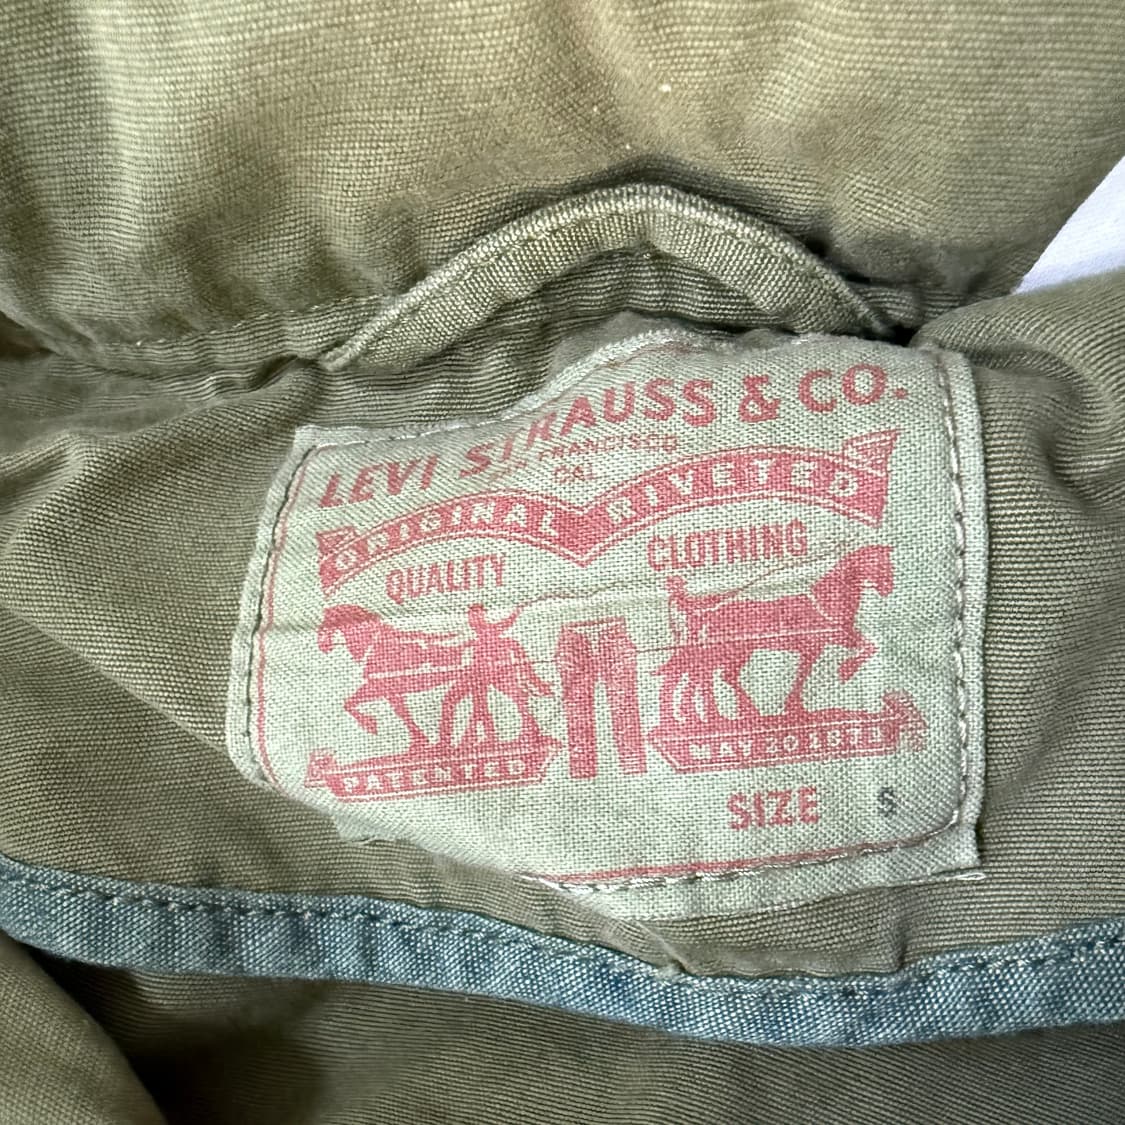 LEVI STRAUSS & CO.
SAN FRANCISCO
CAL
ORIGINAL RIVETED
QUALITY CLOTHING
PATENTED MAY 20 1873
SIZE S